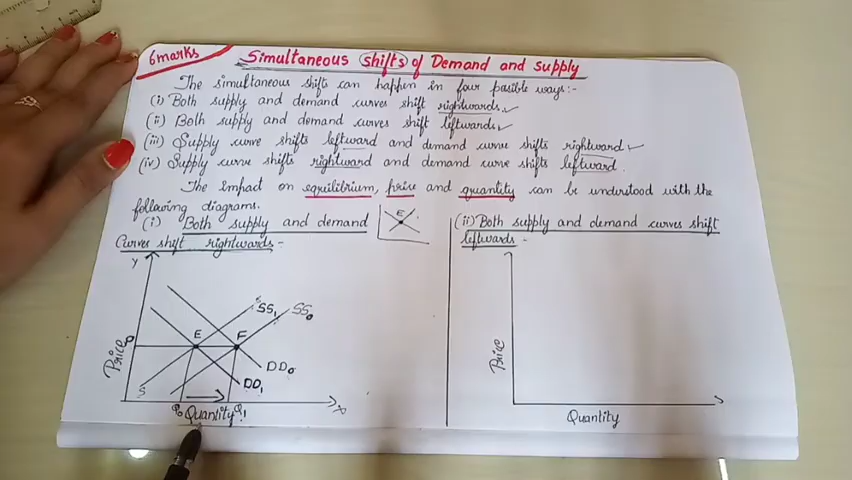 6marks
Simultaneous shifts of Demand and supply
The simultaneous shifts can happen in four posible ways:-
(i) Both supply and demand curves shift rightwards.
(ii) Both supply and demand curves shift leftwards
(iii) Supply curve shifts leftward and demand curve shifts rightward
(iv) Supply curve shifts rightward and demand curve shifts leftward.
The impact on equilibrium, price and quantity can be understood with the
following diagrams.
(i) Both supply and demand
Curves shift rightwards:-
E
Y
SS1
SS0
P
E
F
Price
DD0
DD1
S
Q0 Quantity Q1
X
(ii) Both supply and demand curves shift
leftwards:-
Price
Quantity